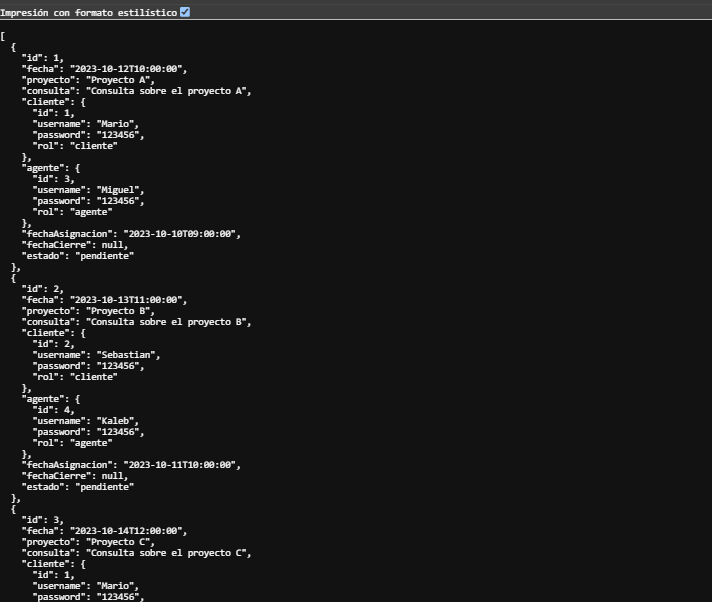 Impresión con formato estilístico
[
  {
    "id": 1,
    "fecha": "2023-10-12T10:00:00",
    "proyecto": "Proyecto A",
    "consulta": "Consulta sobre el proyecto A",
    "cliente": {
      "id": 1,
      "username": "Mario",
      "password": "123456",
      "rol": "cliente"
    },
    "agente": {
      "id": 3,
      "username": "Miguel",
      "password": "123456",
      "rol": "agente"
    },
    "fechaAsignacion": "2023-10-10T09:00:00",
    "fechaCierre": null,
    "estado": "pendiente"
  },
  {
    "id": 2,
    "fecha": "2023-10-13T11:00:00",
    "proyecto": "Proyecto B",
    "consulta": "Consulta sobre el proyecto B",
    "cliente": {
      "id": 2,
      "username": "Sebastian",
      "password": "123456",
      "rol": "cliente"
    },
    "agente": {
      "id": 4,
      "username": "Kaleb",
      "password": "123456",
      "rol": "agente"
    },
    "fechaAsignacion": "2023-10-11T10:00:00",
    "fechaCierre": null,
    "estado": "pendiente"
  },
  {
    "id": 3,
    "fecha": "2023-10-14T12:00:00",
    "proyecto": "Proyecto C",
    "consulta": "Consulta sobre el proyecto C",
    "cliente": {
      "id": 1,
      "username": "Mario",
      "password": "123456",